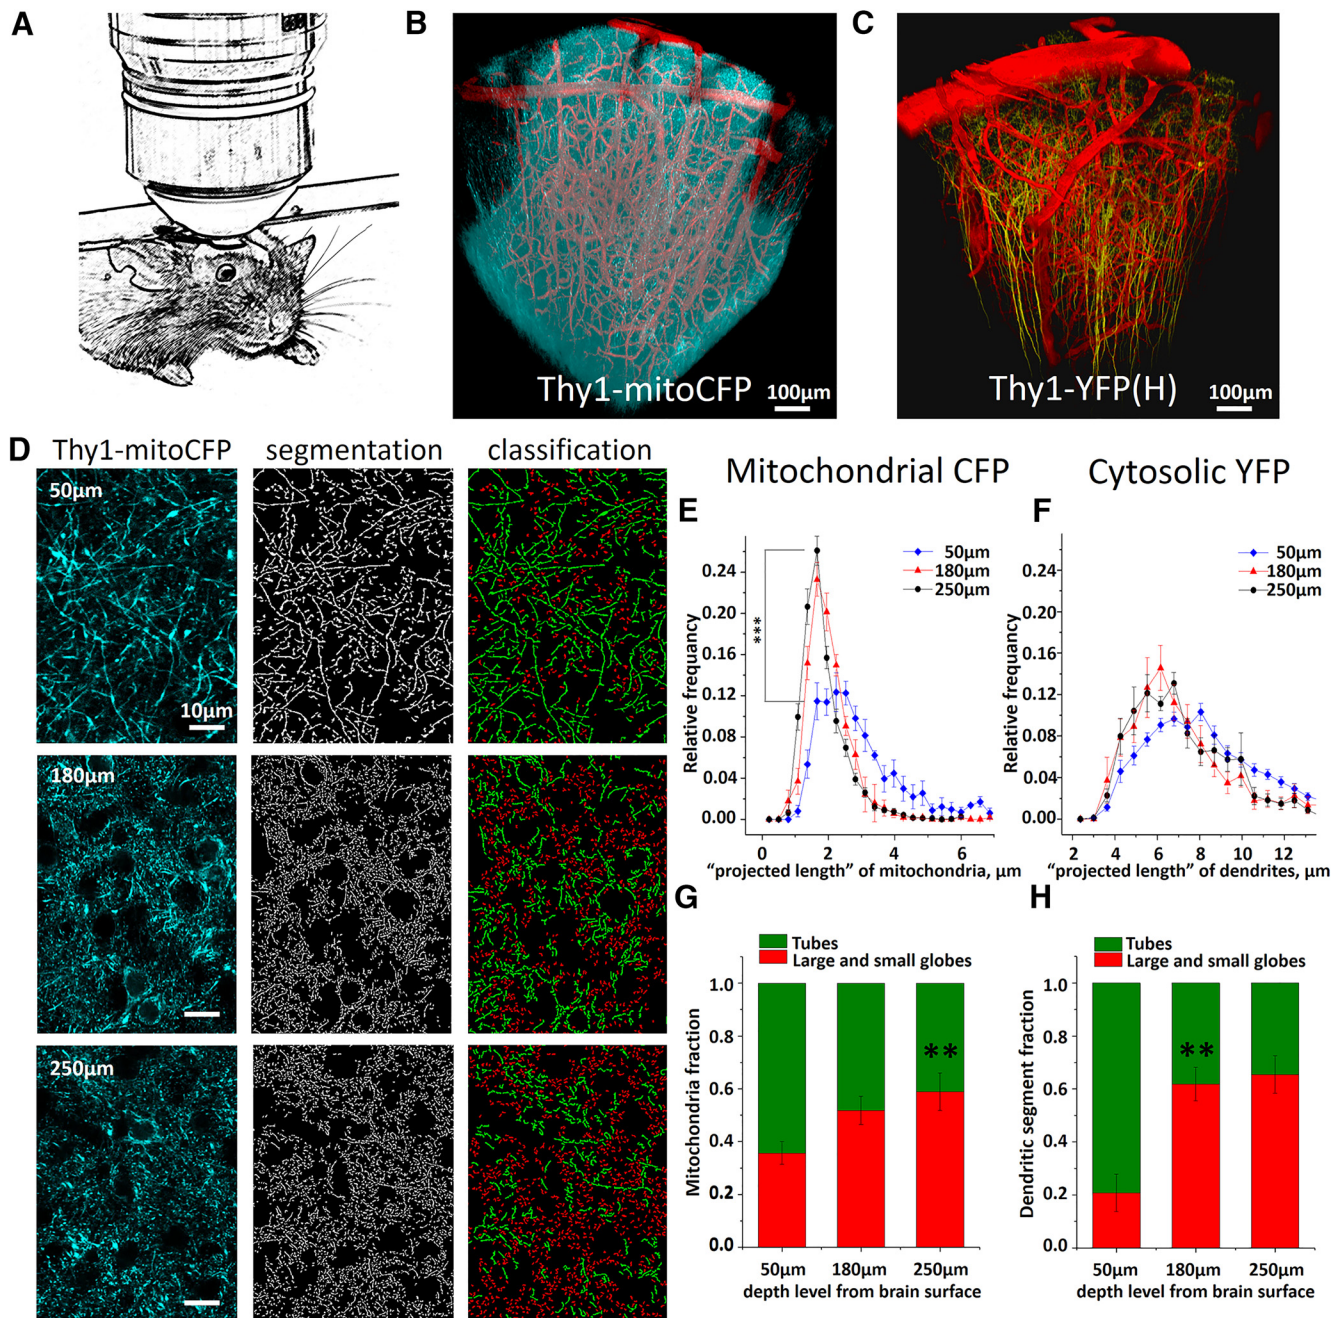 A
B
Thy1-mitoCFP
100μm
C
Thy1-YFP(H)
100μm
D
Thy1-mitoCFP segmentation classification
50μm
10μm
180μm
250μm
Mitochondrial CFP
E
50μm
180μm
250μm
***
Relative frequancy
0.24
0.20
0.16
0.12
0.08
0.04
0.00
0 2 4 6
“projected length” of mitochondria, μm
Cytosolic YFP
F
50μm
180μm
250μm
Relative frequancy
0.24
0.20
0.16
0.12
0.08
0.04
0.00
2 4 6 8 10 12
“projected length” of dendrites, μm
G
Tubes
Large and small globes
Mitochondria fraction
1.0
0.8
0.6
0.4
0.2
0.0
**
50μm 180μm 250μm
depth level from brain surface
H
Tubes
Large and small globes
Dendritic segment fraction
1.0
0.8
0.6
0.4
0.2
0.0
**
50μm 180μm 250μm
depth level from brain surface